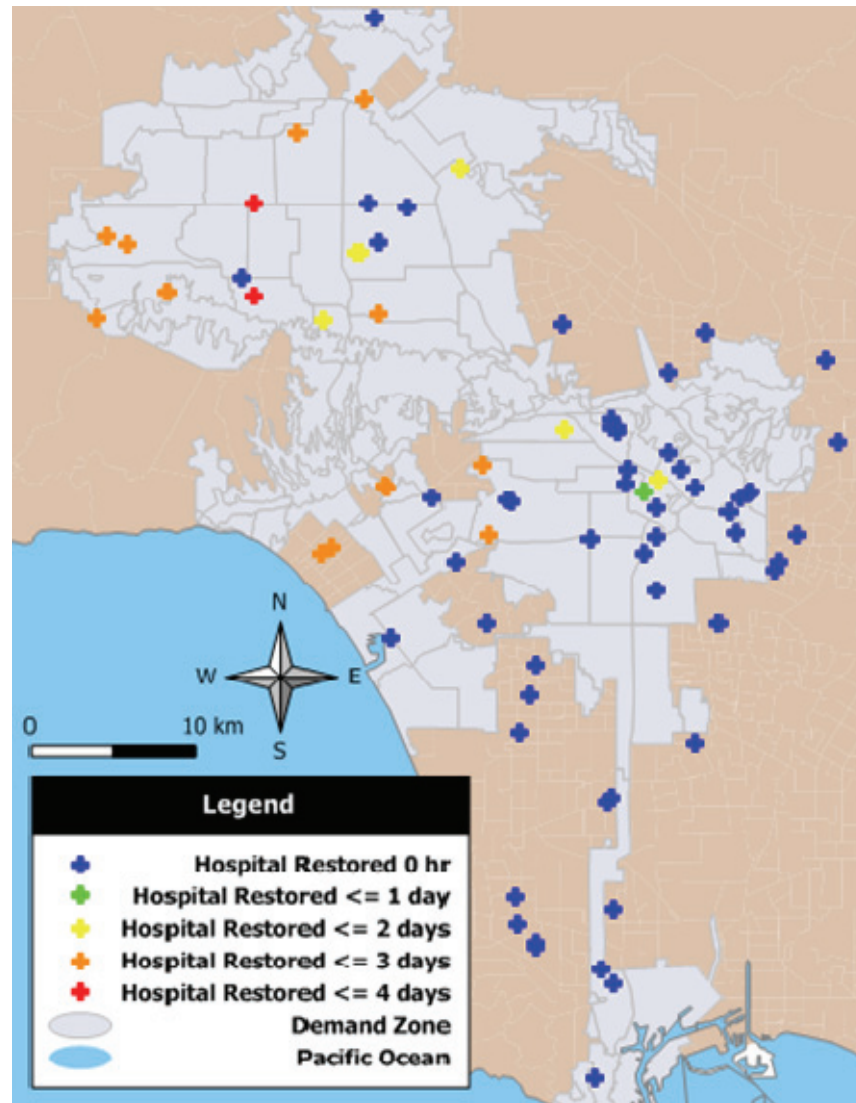 N
W E
S
0 10 km
Legend
Hospital Restored 0 hr
Hospital Restored <= 1 day
Hospital Restored <= 2 days
Hospital Restored <= 3 days
Hospital Restored <= 4 days
Demand Zone
Pacific Ocean